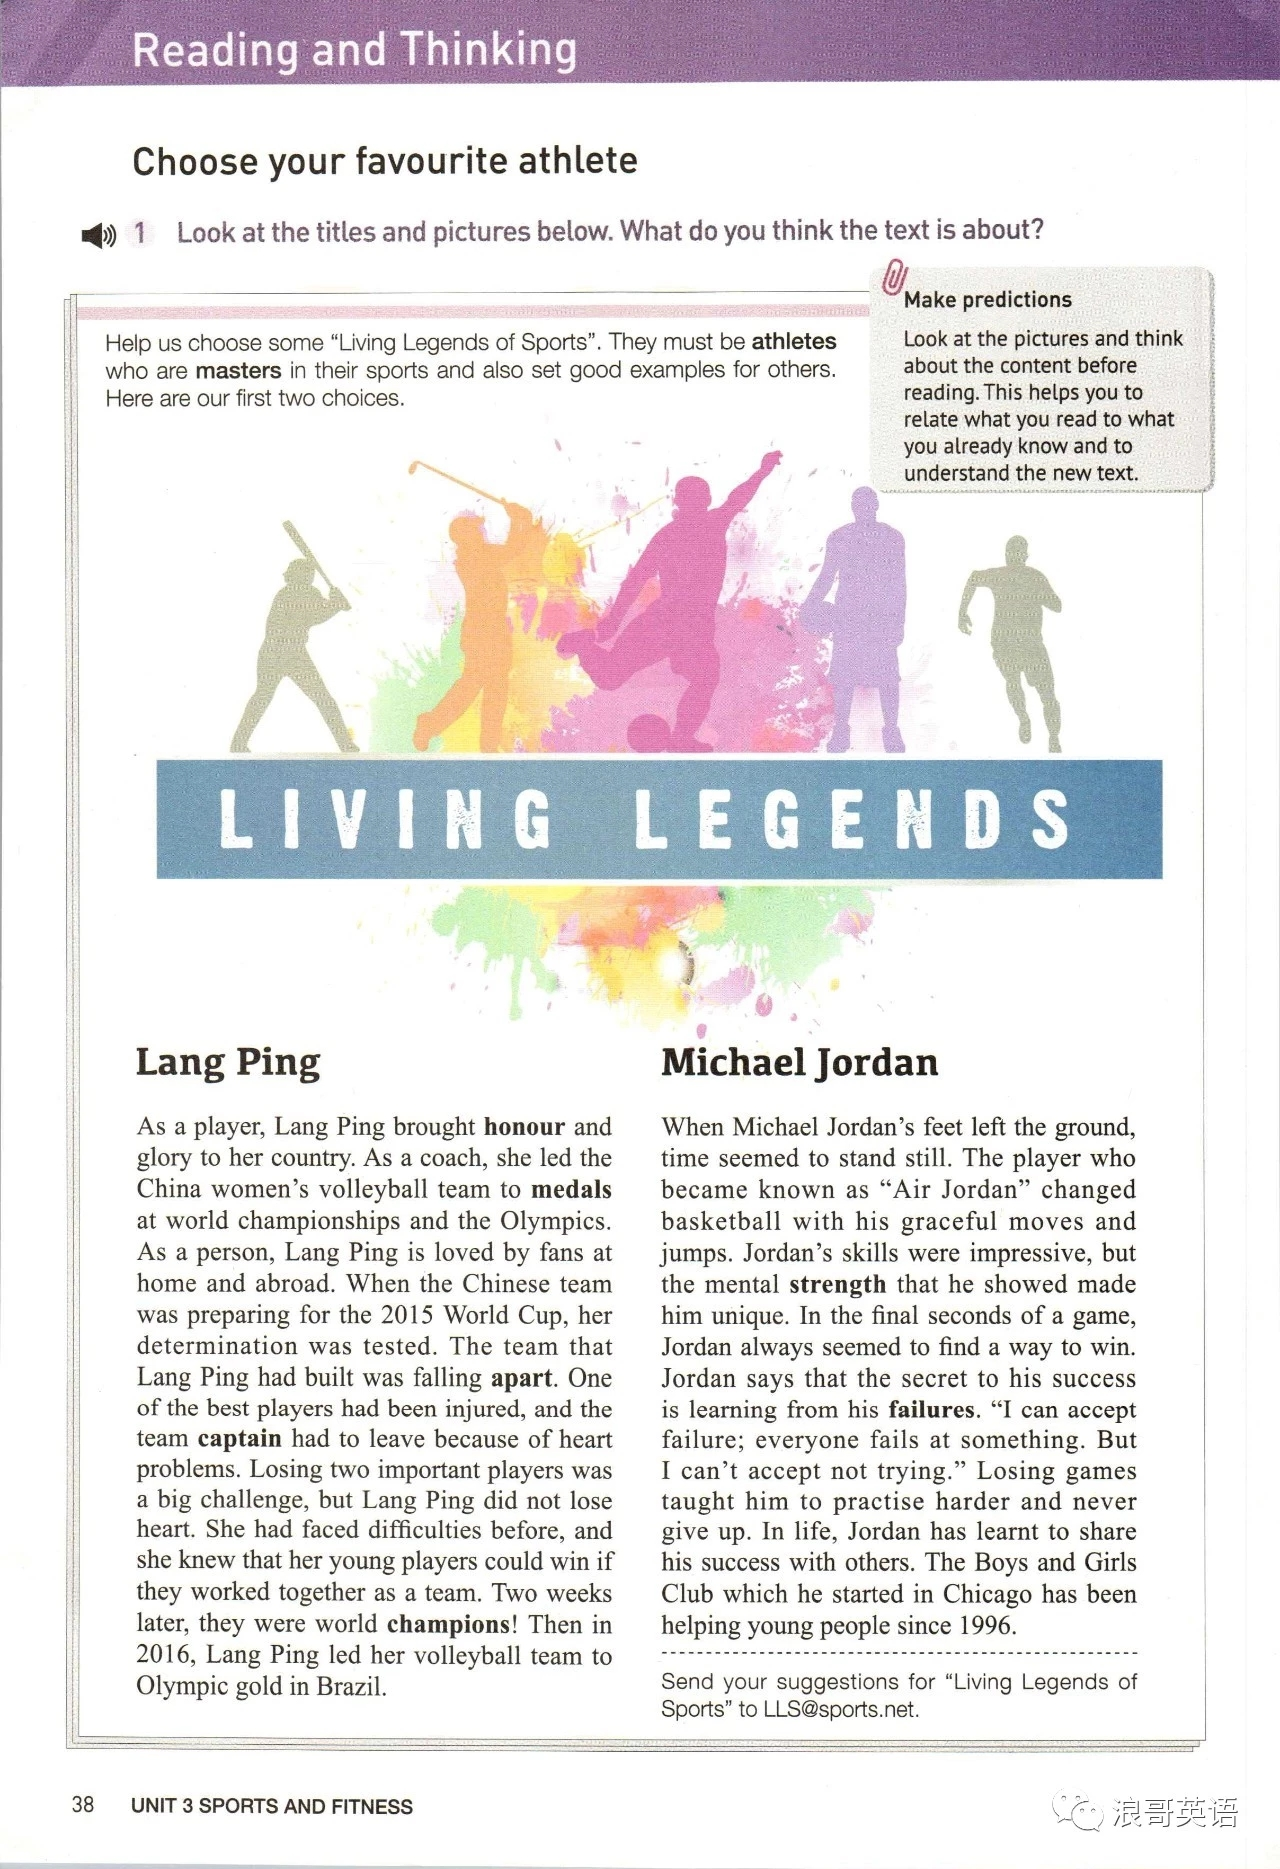 Reading and Thinking
Choose your favourite athlete
1 Look at the titles and pictures below. What do you think the text is about?
Make predictions
Look at the pictures and think
about the content before
reading. This helps you to
relate what you read to what
you already know and to
understand the new text.
Help us choose some “Living Legends of Sports”. They must be athletes
who are masters in their sports and also set good examples for others.
Here are our first two choices.
LIVING LEGENDS
Lang Ping
As a player, Lang Ping brought honour and
glory to her country. As a coach, she led the
China women’s volleyball team to medals
at world championships and the Olympics.
As a person, Lang Ping is loved by fans at
home and abroad. When the Chinese team
was preparing for the 2015 World Cup, her
determination was tested. The team that
Lang Ping had built was falling apart. One
of the best players had been injured, and the
team captain had to leave because of heart
problems. Losing two important players was
a big challenge, but Lang Ping did not lose
heart. She had faced difficulties before, and
she knew that her young players could win if
they worked together as a team. Two weeks
later, they were world champions! Then in
2016, Lang Ping led her volleyball team to
Olympic gold in Brazil.
Michael Jordan
When Michael Jordan’s feet left the ground,
time seemed to stand still. The player who
became known as “Air Jordan” changed
basketball with his graceful moves and
jumps. Jordan’s skills were impressive, but
the mental strength that he showed made
him unique. In the final seconds of a game,
Jordan always seemed to find a way to win.
Jordan says that the secret to his success
is learning from his failures. “I can accept
failure; everyone fails at something. But
I can’t accept not trying.” Losing games
taught him to practise harder and never
give up. In life, Jordan has learnt to share
his success with others. The Boys and Girls
Club which he started in Chicago has been
helping young people since 1996.
Send your suggestions for “Living Legends of
Sports” to LLS@sports.net.
38 UNIT 3 SPORTS AND FITNESS
浪哥英语